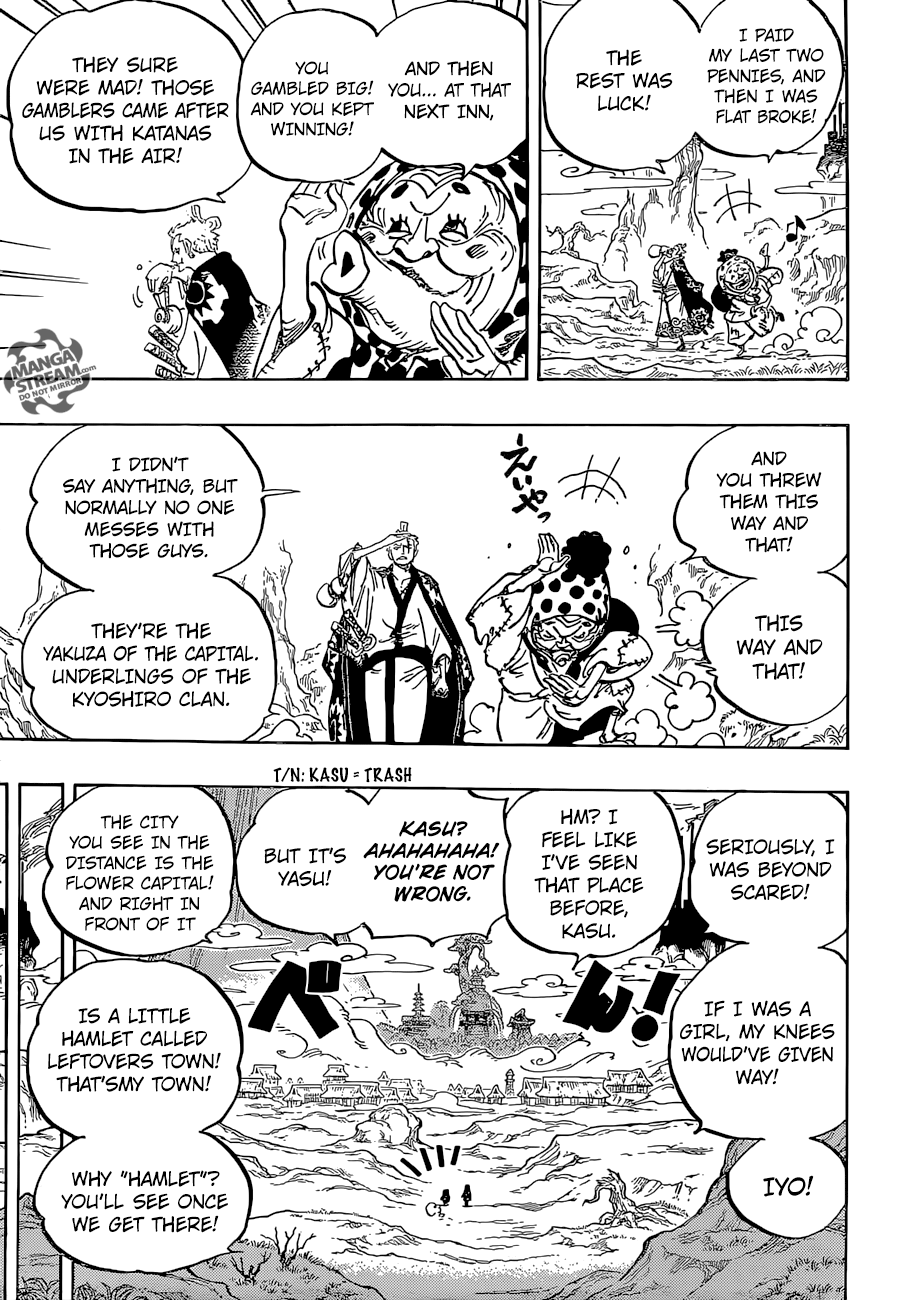 I PAID
MY LAST TWO
PENNIES, AND
THEN I WAS
FLAT BROKE!
THE
REST WAS
LUCK!
AND THEN
YOU... AT THAT
NEXT INN,
YOU
GAMBLED BIG!
AND YOU KEPT
WINNING!
THEY SURE
WERE MAD! THOSE
GAMBLERS CAME AFTER
US WITH KATANAS
IN THE AIR!
MANGA
STREAM.com
DO NOT MIRROR
AND
YOU THREW
THEM THIS
WAY AND
THAT!
THIS
WAY AND
THAT!
えいやっ
I DIDN'T
SAY ANYTHING, BUT
NORMALLY NO ONE
MESSES WITH
THOSE GUYS.
THEY'RE THE
YAKUZA OF THE CAPITAL.
UNDERLINGS OF THE
KYOSHIRO CLAN.
T/N: KASU = TRASH
SERIOUSLY, I
WAS BEYOND
SCARED!
IF I WAS A
GIRL, MY KNEES
WOULD'VE GIVEN
WAY!
IYO!
HM? I
FEEL LIKE
I'VE SEEN
THAT PLACE
BEFORE,
KASU.
KASU?
AHAHAHAHA!
YOU'RE NOT
WRONG.
BUT IT'S
YASU!
べんっ!
THE CITY
YOU SEE IN THE
DISTANCE IS THE
FLOWER CAPITAL!
AND RIGHT IN
FRONT OF IT
IS A LITTLE
HAMLET CALLED
LEFTOVERS TOWN!
THAT'SMY TOWN!
WHY "HAMLET"?
YOU'LL SEE ONCE
WE GET THERE!